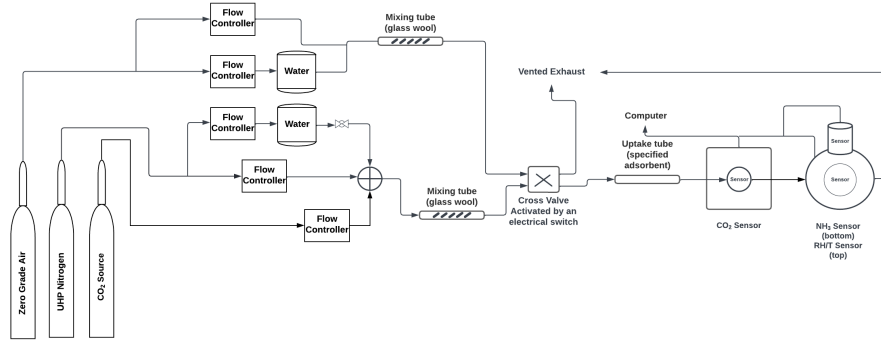 Flow
Controller
Mixing tube
(glass wool)
Flow
Controller
Water
Vented Exhaust
Flow
Controller
Water
Computer
Uptake tube
(specified
adsorbent)
Sensor
Flow
Controller
Sensor
Sensor
Mixing tube
(glass wool)
Cross Valve
Activated by an
electrical switch
Flow
Controller
CO₂ Sensor
NH₃ Sensor
(bottom)
RH/T Sensor
(top)
Zero Grade Air
UHP Nitrogen
CO₂ Source